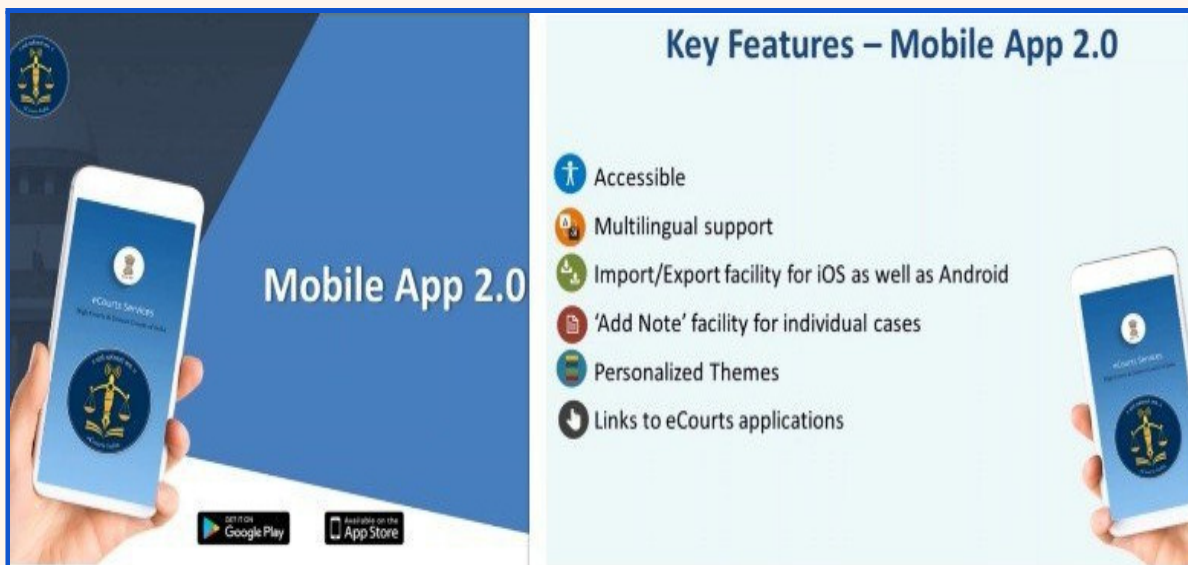 eCourts Services
eCourts India
Mobile App 2.0
GET IT ON
Google Play
Available on the
App Store
Key Features – Mobile App 2.0
Accessible
Multilingual support
Import/Export facility for iOS as well as Android
'Add Note' facility for individual cases
Personalized Themes
Links to eCourts applications
eCourts Services